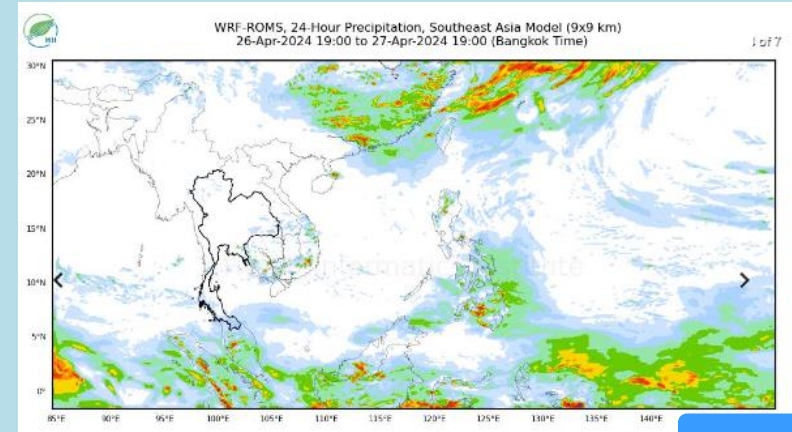 WRF-ROMS, 24-Hour Precipitation, Southeast Asia Model (9x9 km)
26-Apr-2024 19:00 to 27-Apr-2024 19:00 (Bangkok Time)
HII
of 7
30°N
25°N
20°N
15°N
10°N
5°N
0°
85°E 90°E 95°E 100°E 105°E 110°E 115°E 120°E 125°E 130°E 135°E 140°E